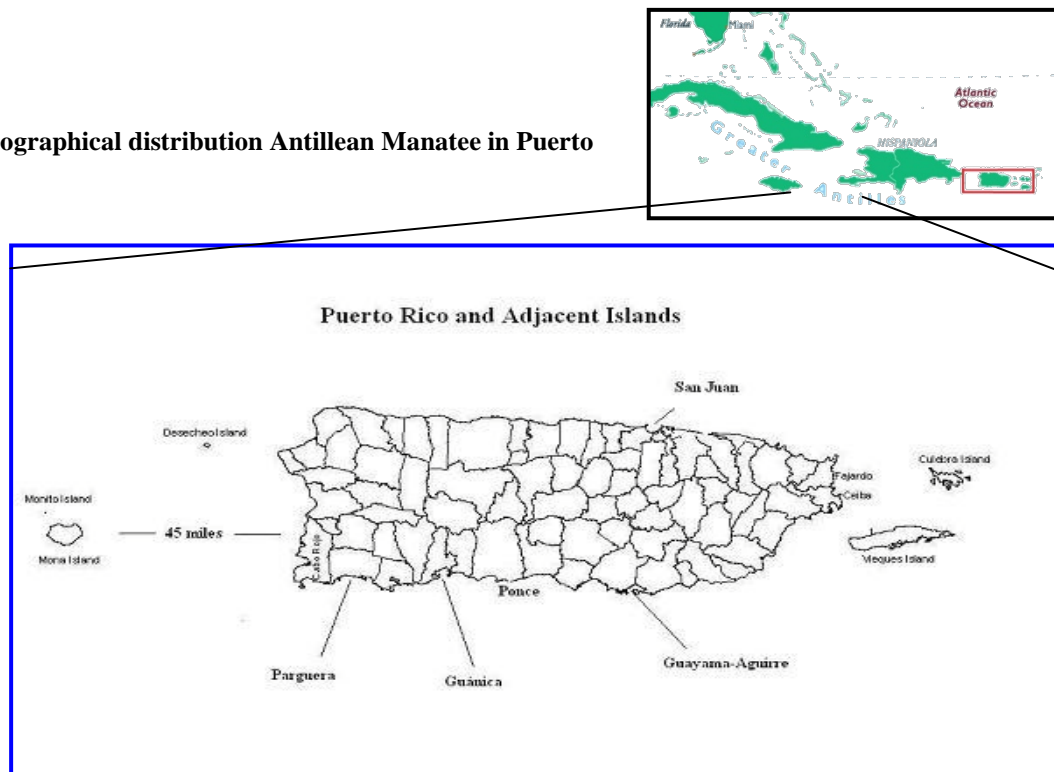 Florida
Miami
Atlantic
Ocean
ographical distribution Antillean Manatee in Puerto
HISPANIOLA
Greater Antilles
Puerto Rico and Adjacent Islands
San Juan
Desecheo Island
Culebra Island
Fajardo
Ceiba
Monito Island
45 miles
Mona Island
Cabo Rojo
Vieques Island
Ponce
Parguera
Guánica
Guayama-Aguirre